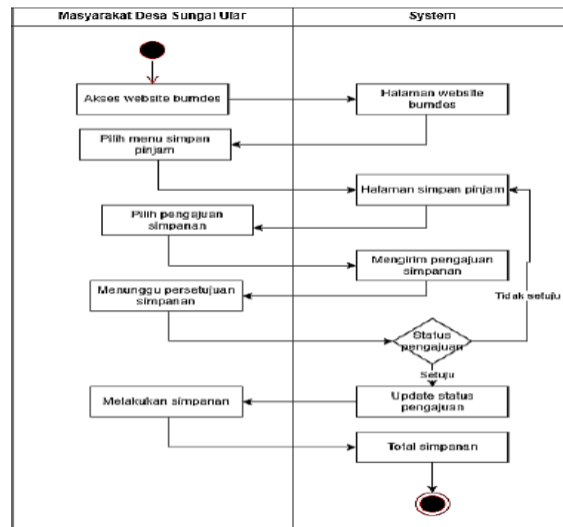 Masyarakat Desa Sungai Ular
System
Akses website bumdes
Halaman website
bumdes
Pilih menu simpan
pinjam
Halaman simpan pinjam
Pilih pengajuan
simpanan
Mengirim pengajuan
simpanan
Menunggu persetujuan
simpanan
Tidak setuju
Status
pengajuan
Setuju
Melakukan simpanan
Update status
pengajuan
Total simpanan